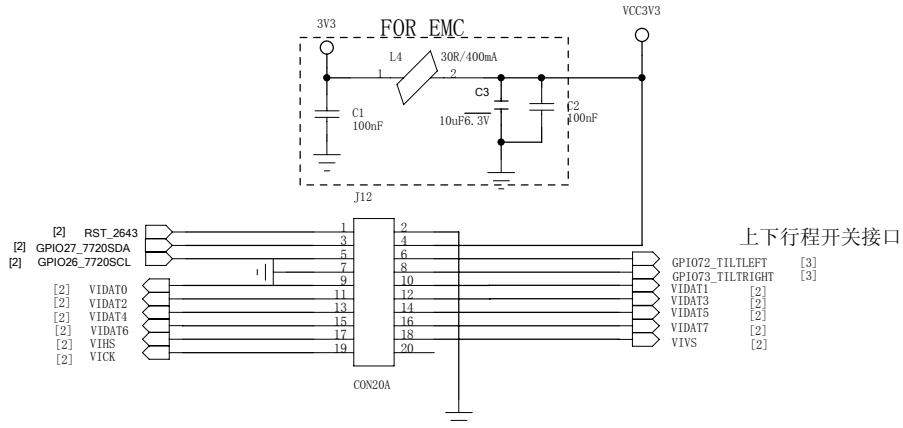 VCC3V3
3V3
FOR EMC
L4
30R/400mA
1
2
C3
C1
100nF
10uF6.3V
C2
100nF
J12
上下行程开关接口
[2] RST_2643 1 2
[2] GPIO27_7720SDA 3 4
[2] GPIO26_7720SCL 5 6 GPIO72_TILTLEFT [3]
7 8 GPIO73_TILTRIGHT [3]
[2] VIDAT0 9 10 VIDAT1 [2]
[2] VIDAT2 11 12 VIDAT3 [2]
[2] VIDAT4 13 14 VIDAT5 [2]
[2] VIDAT6 15 16 VIDAT7 [2]
[2] VIHS 17 18 VIVS [2]
[2] VICK 19 20
CON20A